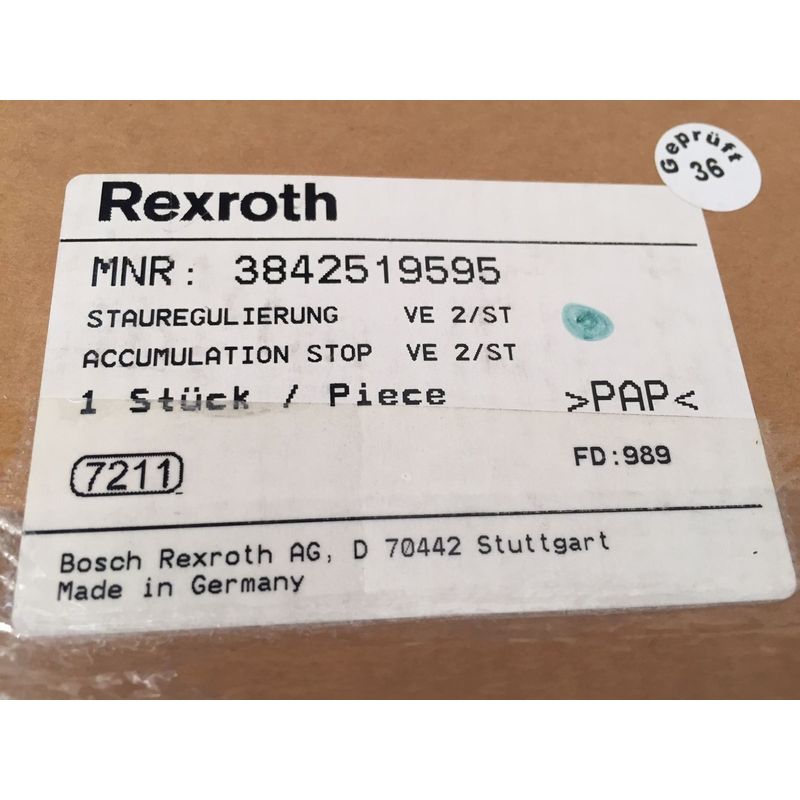 Geprüft
36
Rexroth
MNR: 3842519595
STAUREGULIERUNG VE 2/ST
ACCUMULATION STOP VE 2/ST
1 Stück / Piece >PAP<
7211 FD:989
Bosch Rexroth AG, D 70442 Stuttgart
Made in Germany